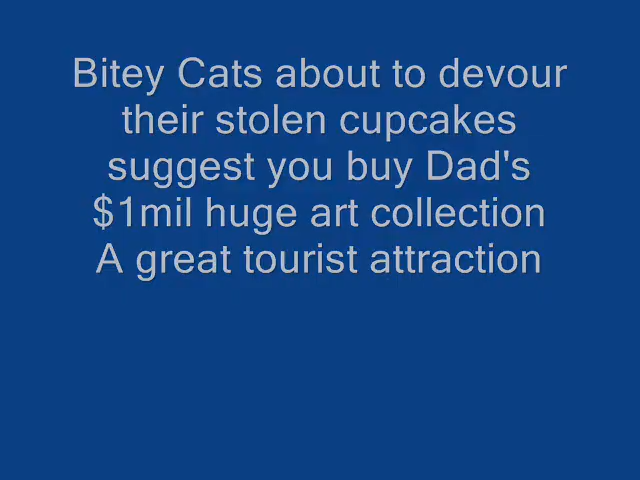 Bitey Cats about to devour
their stolen cupcakes
suggest you buy Dad's
$1mil huge art collection
A great tourist attraction